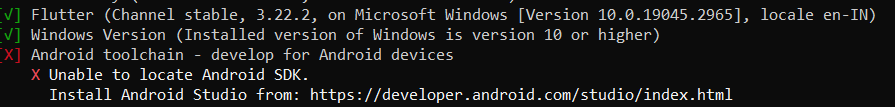 [√] Flutter (Channel stable, 3.22.2, on Microsoft Windows [Version 10.0.19045.2965], locale en-IN)
[√] Windows Version (Installed version of Windows is version 10 or higher)
[X] Android toolchain - develop for Android devices
X Unable to locate Android SDK.
Install Android Studio from: https://developer.android.com/studio/index.html